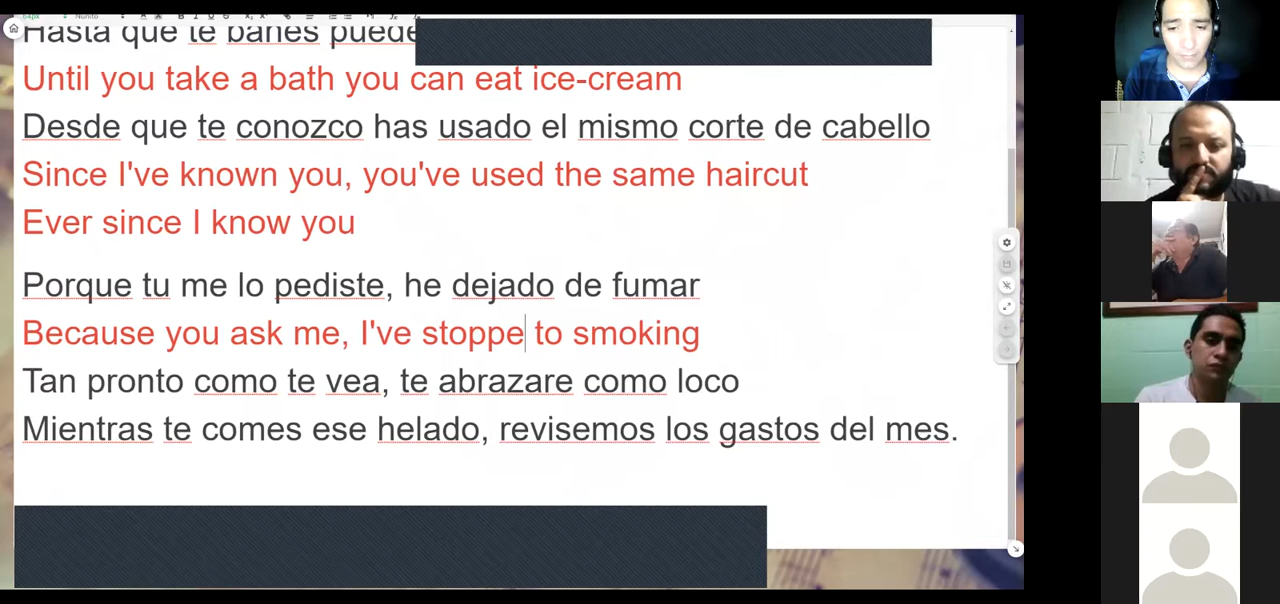 64px Nunito
Hasta que te bañes puede
Until you take a bath you can eat ice-cream
Desde que te conozco has usado el mismo corte de cabello
Since I've known you, you've used the same haircut
Ever since I know you
Porque tu me lo pediste, he dejado de fumar
Because you ask me, I've stoppe to smoking
Tan pronto como te vea, te abrazare como loco
Mientras te comes ese helado, revisemos los gastos del mes.